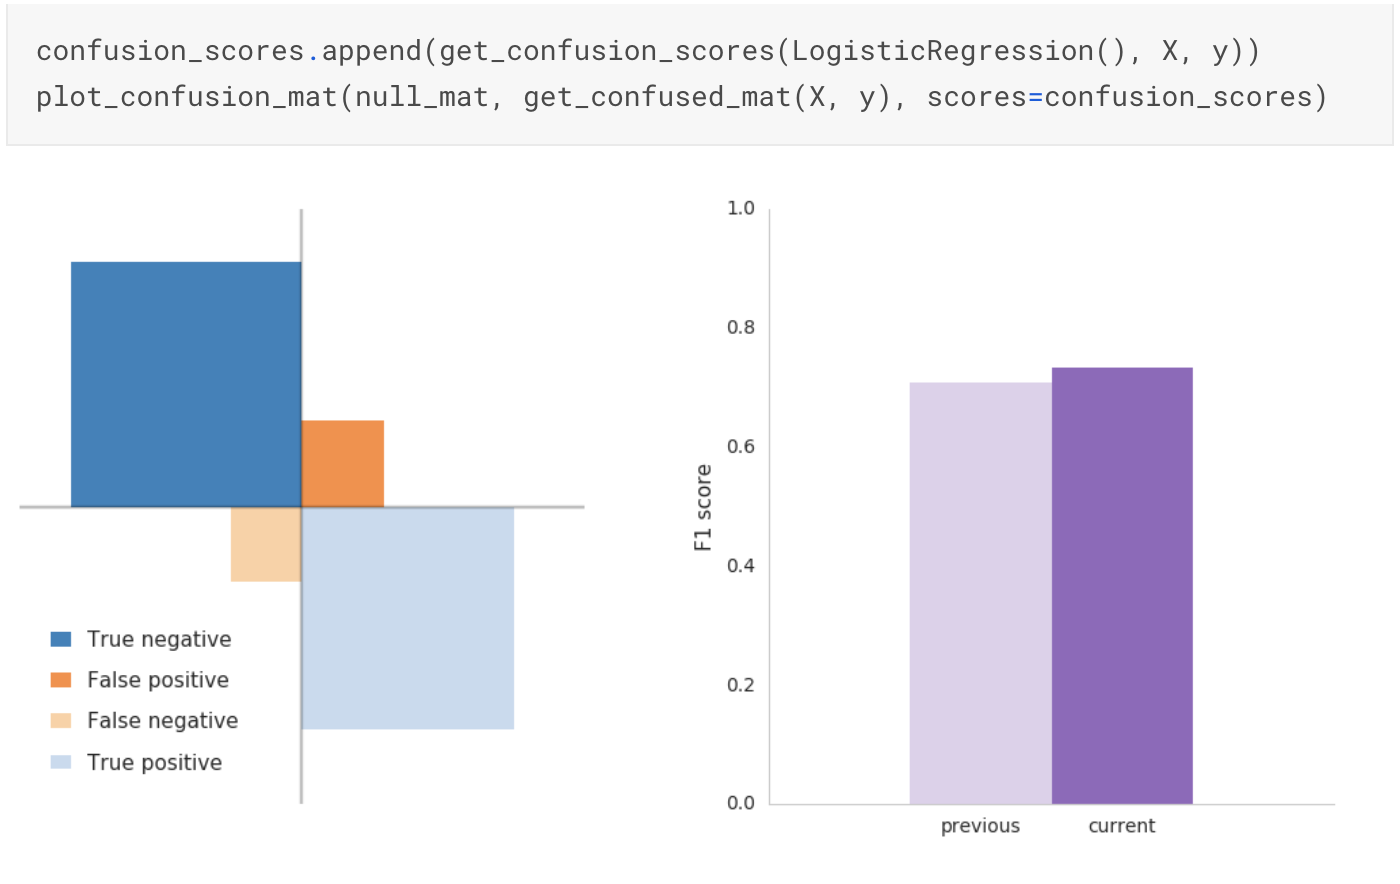 confusion_scores.append(get_confusion_scores(LogisticRegression(), X, y))
plot_confusion_mat(null_mat, get_confused_mat(X, y), scores=confusion_scores)
True negative
False positive
False negative
True positive
1.0
0.8
0.6
0.4
0.2
0.0
F1 score
previous
current